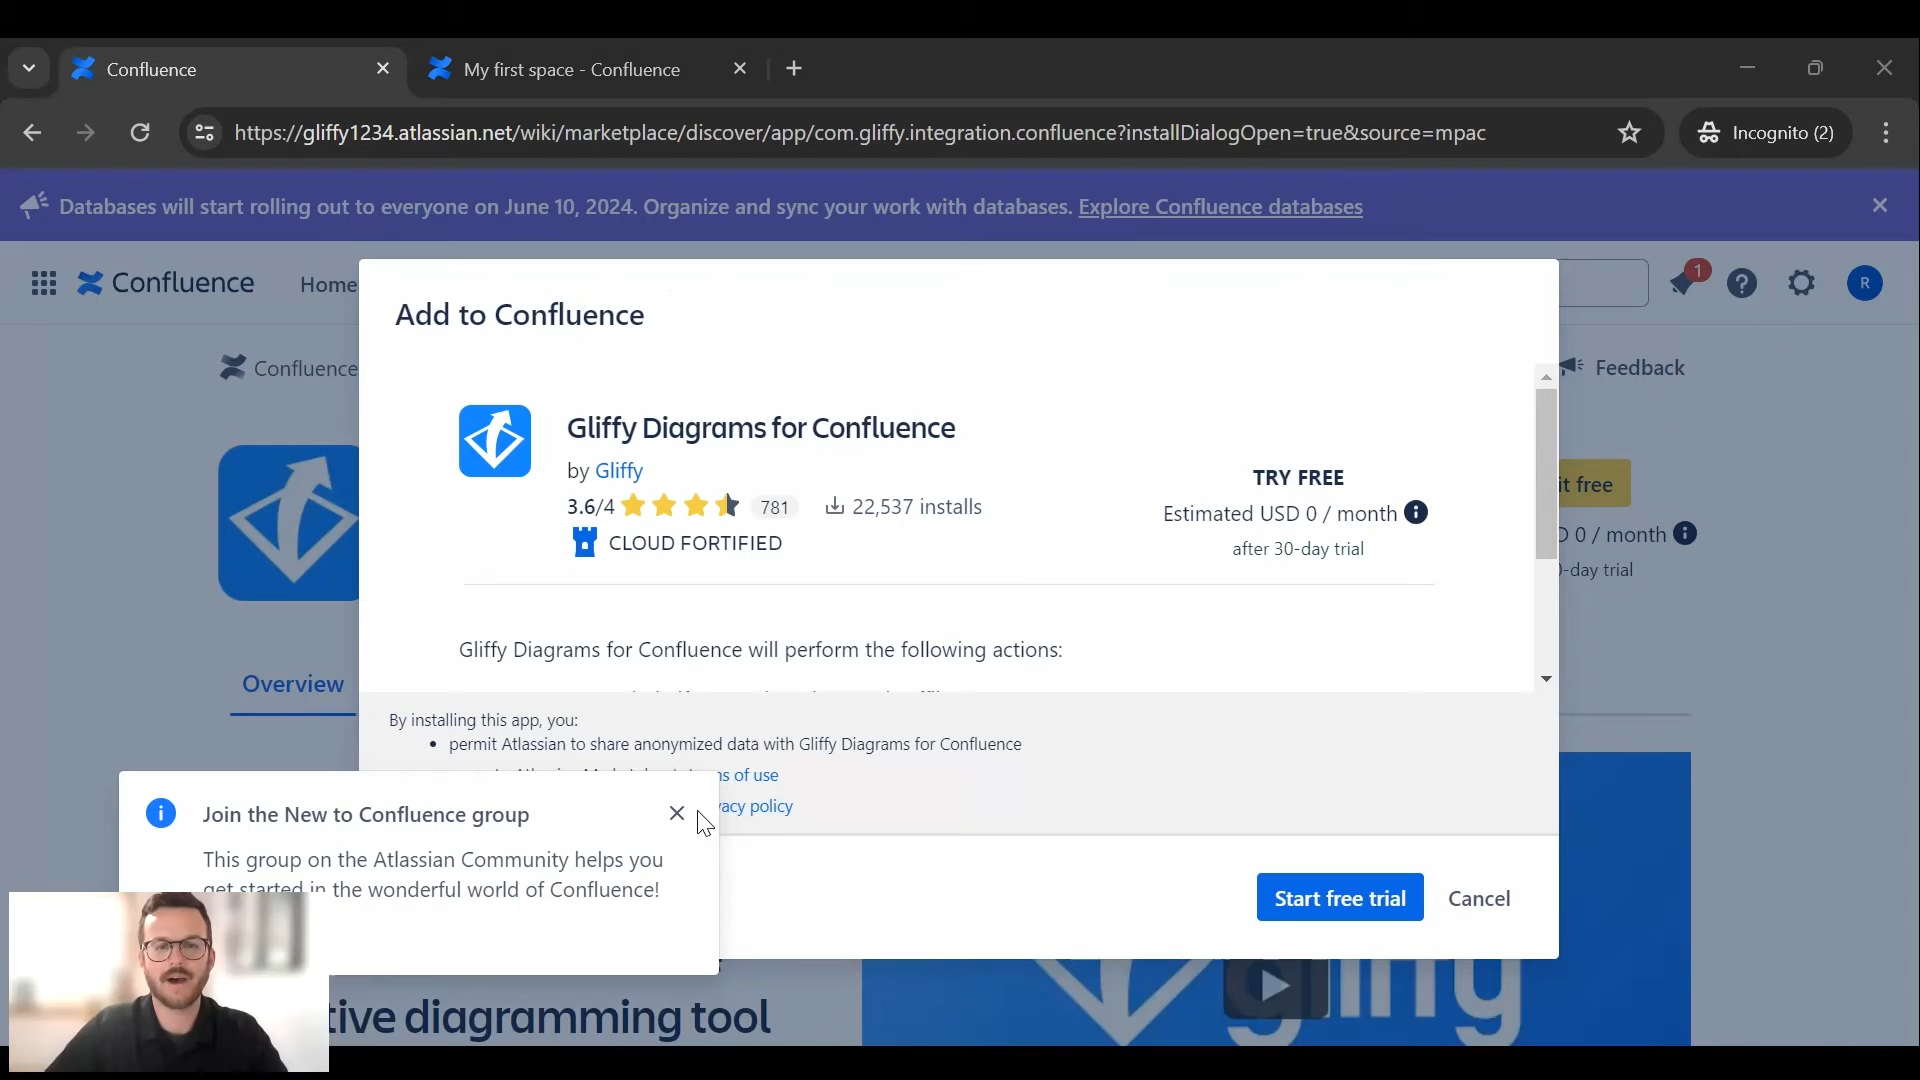 Confluence
My first space - Confluence
https://gliffy1234.atlassian.net/wiki/marketplace/discover/app/com.gliffy.integration.confluence?installDialogOpen=true&source=mpac
Incognito (2)
Databases will start rolling out to everyone on June 10, 2024. Organize and sync your work with databases. Explore Confluence databases
Confluence
Home
1
R
Add to Confluence
Confluence
Feedback
Gliffy Diagrams for Confluence
by Gliffy
3.6/4
781
22,537 installs
CLOUD FORTIFIED
TRY FREE
Estimated USD 0 / month
after 30-day trial
it free
0 / month
-day trial
Gliffy Diagrams for Confluence will perform the following actions:
Overview
By installing this app, you:
• permit Atlassian to share anonymized data with Gliffy Diagrams for Confluence
of use
policy
Join the New to Confluence group
This group on the Atlassian Community helps you
get started in the wonderful world of Confluence!
Start free trial
Cancel
tive diagramming tool
gliffy